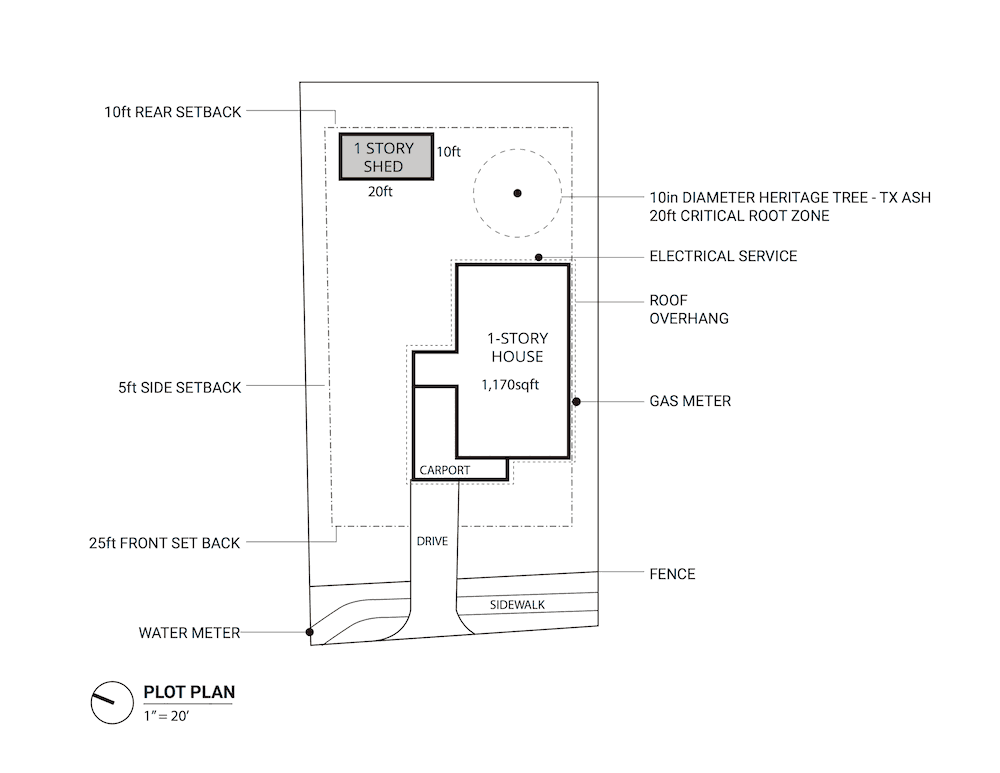 10ft REAR SETBACK
1 STORY
SHED
10ft
20ft
10in DIAMETER HERITAGE TREE - TX ASH
20ft CRITICAL ROOT ZONE
ELECTRICAL SERVICE
ROOF
OVERHANG
1-STORY
HOUSE
1,170sqft
5ft SIDE SETBACK
GAS METER
CARPORT
25ft FRONT SET BACK
DRIVE
FENCE
SIDEWALK
WATER METER
PLOT PLAN
1” = 20’